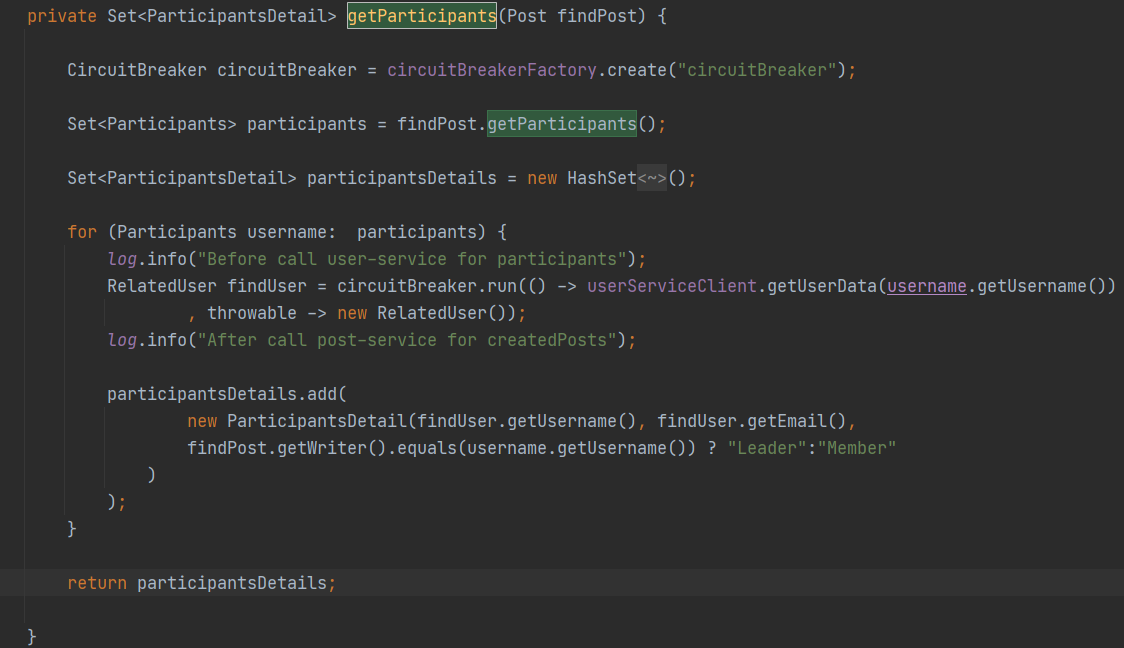 private Set<ParticipantsDetail> getParticipants(Post findPost) {
CircuitBreaker circuitBreaker = circuitBreakerFactory.create("circuitBreaker");
Set<Participants> participants = findPost.getParticipants();
Set<ParticipantsDetail> participantsDetails = new HashSet<~>();
for (Participants username:  participants) {
log.info("Before call user-service for participants");
RelatedUser findUser = circuitBreaker.run(() -> userServiceClient.getUserData(username.getUsername())
, throwable -> new RelatedUser());
log.info("After call post-service for createdPosts");
participantsDetails.add(
new ParticipantsDetail(findUser.getUsername(), findUser.getEmail(),
findPost.getWriter().equals(username.getUsername()) ? "Leader":"Member"
)
);
}
return participantsDetails;
}